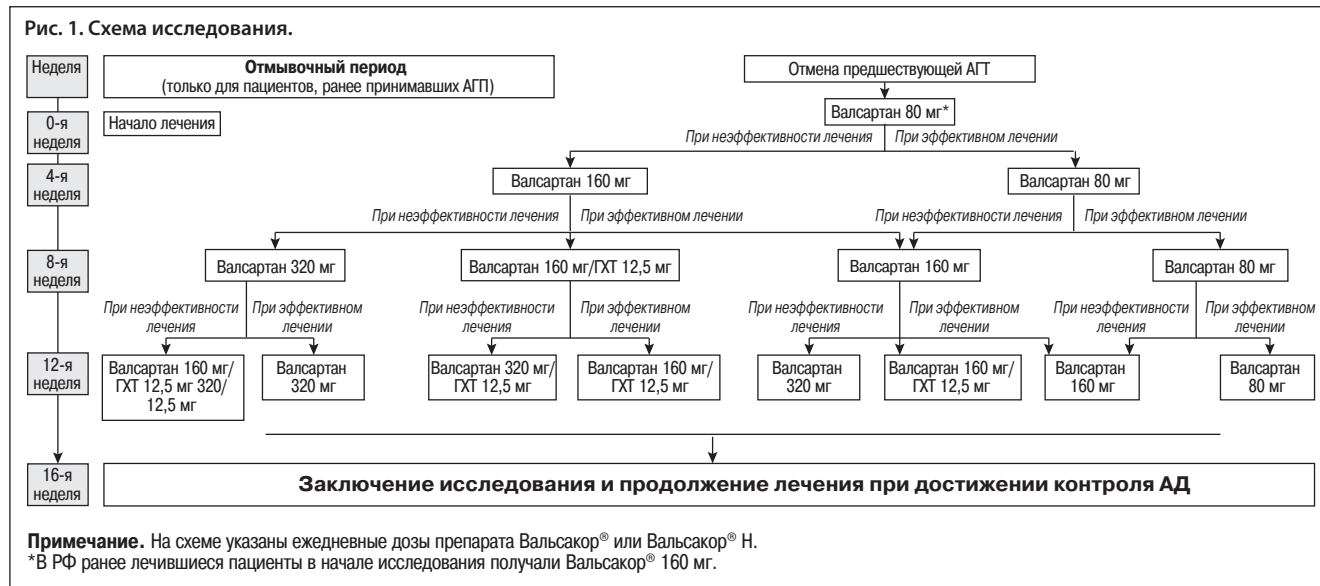 Рис. 1. Схема исследования.
Неделя
Отмывочный период
(только для пациентов, ранее принимавших АГП)
Отмена предшествующей АГТ
0-я
неделя
Начало лечения
Валсартан 80 мг*
При неэффективности лечения
При эффективном лечении
4-я
неделя
Валсартан 160 мг
Валсартан 80 мг
При неэффективности лечения
При эффективном лечении
При неэффективности лечения
При эффективном лечении
8-я
неделя
Валсартан 320 мг
Валсартан 160 мг/ГХТ 12,5 мг
Валсартан 160 мг
Валсартан 80 мг
При неэффективности
лечения
При эффективном
лечении
При неэффективности
лечения
При эффективном
лечении
При неэффективности
лечения
При эффективном
лечении
При неэффективности
лечения
При эффективном
лечении
12-я
неделя
Валсартан 160 мг/
ГХТ 12,5 мг 320/
12,5 мг
Валсартан
320 мг
Валсартан 320 мг/
ГХТ 12,5 мг
Валсартан 160 мг/
ГХТ 12,5 мг
Валсартан
320 мг
Валсартан 160 мг/
ГХТ 12,5 мг
Валсартан
160 мг
Валсартан
80 мг
16-я
неделя
Заключение исследования и продолжение лечения при достижении контроля АД
Примечание. На схеме указаны ежедневные дозы препарата Вальсакор® или Вальсакор® Н.
*В РФ ранее лечившиеся пациенты в начале исследования получали Вальсакор® 160 мг.